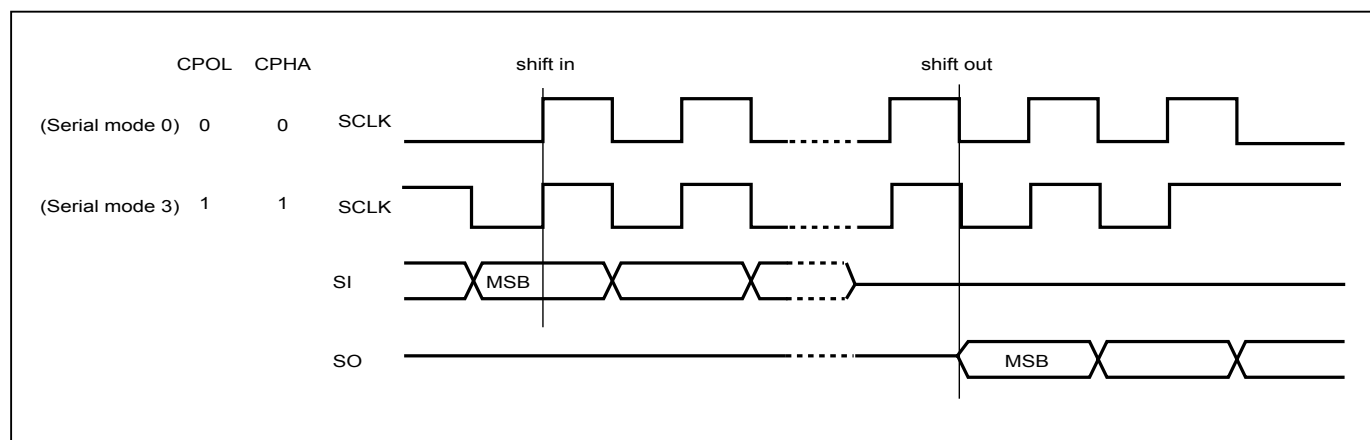 CPOL CPHA shift in shift out
(Serial mode 0) 0 0 SCLK
(Serial mode 3) 1 1 SCLK
SI MSB
SO MSB